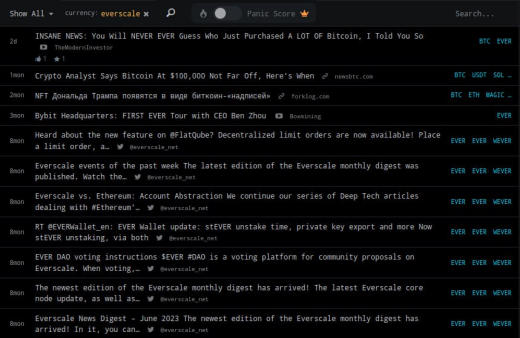 Show All currency: everscale × Panic Score Search...
2d INSANE NEWS: You Will NEVER EVER Guess Who Just Purchased A LOT OF Bitcoin, I Told You So BTC EVER
TheModernInvestor
1 1
1mon Crypto Analyst Says Bitcoin At $100,000 Not Far Off, Here's When newsbtc.com BTC USDT SOL …
2mon NFT Дональда Трампа появятся в виде биткоин-«надписей» forklog.com BTC ETH MAGIC …
3mon Bybit Headquarters: FIRST EVER Tour with CEO Ben Zhou Boxmining EVER
8mon Heard about the new feature on @FlatQube? Decentralized limit orders are now available! Place
a limit order, a… @everscale_net EVER EVER WEVER
8mon Everscale events of the past week The latest edition of the Everscale monthly digest was
published. Watch the… @everscale_net EVER EVER WEVER
8mon Everscale vs. Ethereum: Account Abstraction We continue our series of Deep Tech articles
dealing with #Ethereum'… @everscale_net EVER EVER WEVER
8mon RT @EVERWallet_en: EVER Wallet update: stEVER unstake time, private key export and more Now
stEVER unstaking, via both @everscale_net EVER EVER WEVER
8mon EVER DAO voting instructions $EVER #DAO is a voting platform for community proposals on
Everscale. When voting,… @everscale_net EVER EVER WEVER
8mon The newest edition of the Everscale monthly digest has arrived! The latest Everscale core
node update, as well as… @everscale_net EVER EVER WEVER
8mon Everscale News Digest – June 2023 The newest edition of the Everscale monthly digest has
arrived! In it, you can… @everscale_net EVER EVER WEVER